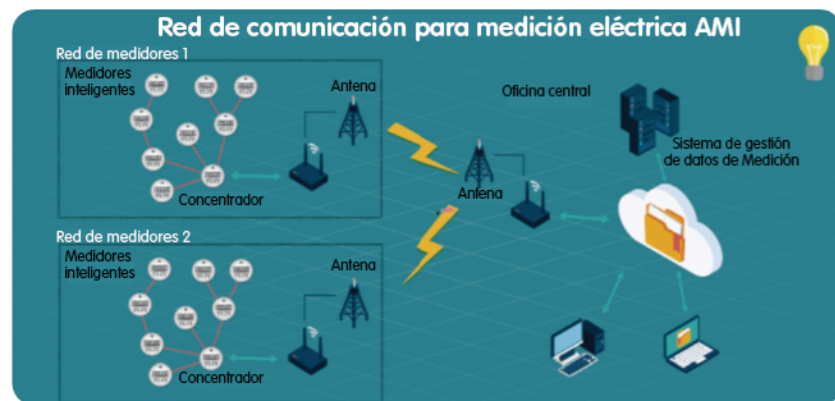 Red de comunicación para medición eléctrica AMI
Red de medidores 1
Medidores
inteligentes
Antena
Concentrador
Oficina central
Sistema de gestión
de datos de Medición
Antena
Red de medidores 2
Medidores
inteligentes
Antena
Concentrador